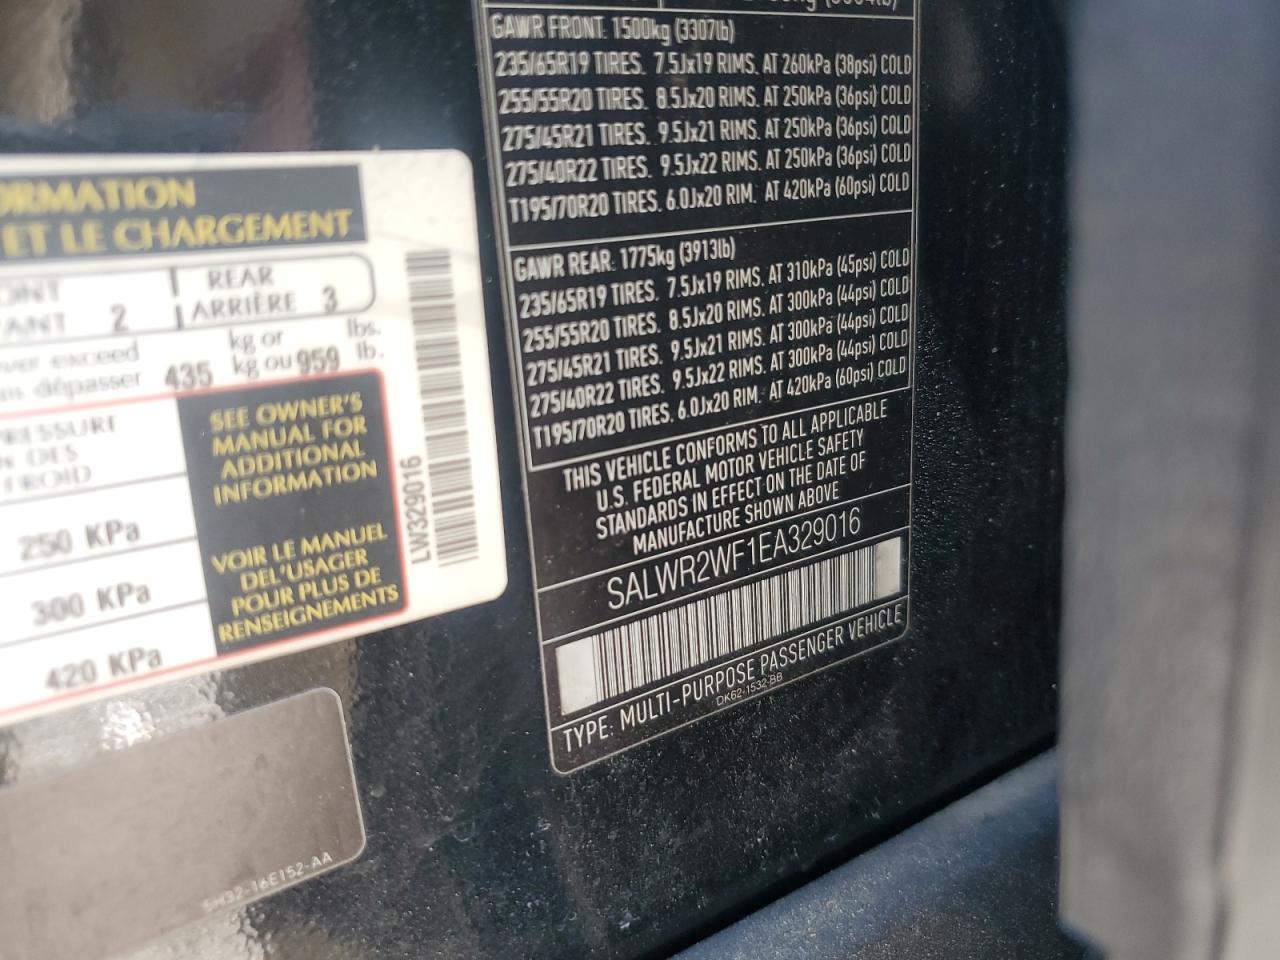 ORMATION
ET LE CHARGEMENT
REAR
ANT 2 ARRIÈRE 3
ver exceed kg or lbs.
dépasser 435 kg ou 959 lb.
DES
SEE OWNER'S
MANUAL FOR
ADDITIONAL
INFORMATION
VOIR LE MANUEL
DEL'USAGER
POUR PLUS DE
RENSEIGNEMENTS
250 KPa
300 KPa
420 KPa
LW329016
5H32-16E152-AA
GAWR FRONT: 1500kg (3307lb)
235/65R19 TIRES. 7.5Jx19 RIMS. AT 260kPa (38psi) COLD
255/55R20 TIRES. 8.5Jx20 RIMS. AT 250kPa (36psi) COLD
275/45R21 TIRES. 9.5Jx21 RIMS. AT 250kPa (36psi) COLD
275/40R22 TIRES. 9.5Jx22 RIMS. AT 250kPa (36psi) COLD
T195/70R20 TIRES. 6.0Jx20 RIM. AT 420kPa (60psi) COLD
GAWR REAR: 1775kg (3913lb)
235/65R19 TIRES. 7.5Jx19 RIMS. AT 310kPa (45psi) COLD
255/55R20 TIRES. 8.5Jx20 RIMS. AT 300kPa (44psi) COLD
275/45R21 TIRES. 9.5Jx21 RIMS. AT 300kPa (44psi) COLD
275/40R22 TIRES. 9.5Jx22 RIMS. AT 300kPa (44psi) COLD
T195/70R20 TIRES. 6.0Jx20 RIM. AT 420kPa (60psi) COLD
THIS VEHICLE CONFORMS TO ALL APPLICABLE
U.S. FEDERAL MOTOR VEHICLE SAFETY
STANDARDS IN EFFECT ON THE DATE OF
MANUFACTURE SHOWN ABOVE
SALWR2WF1EA329016
TYPE: MULTI-PURPOSE PASSENGER VEHICLE
DK62-1532-BB